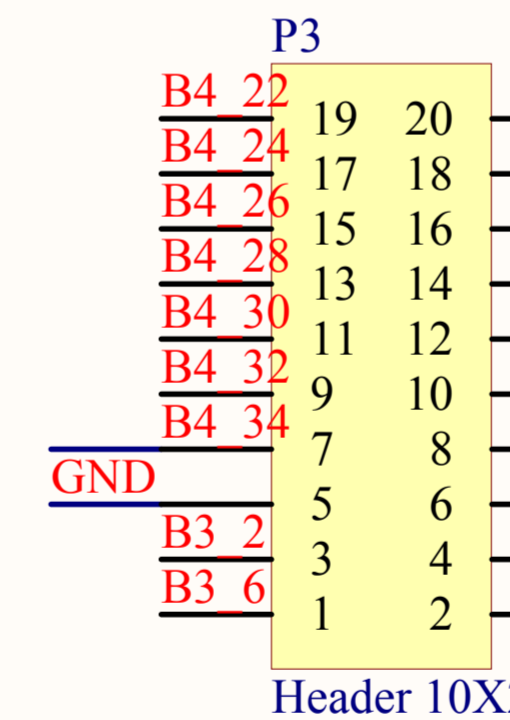 P3
B4_22 19 20
B4_24 17 18
B4_26 15 16
B4_28 13 14
B4_30 11 12
B4_32 9 10
B4_34 7 8
GND 5 6
B3_2 3 4
B3_6 1 2
Header 10X